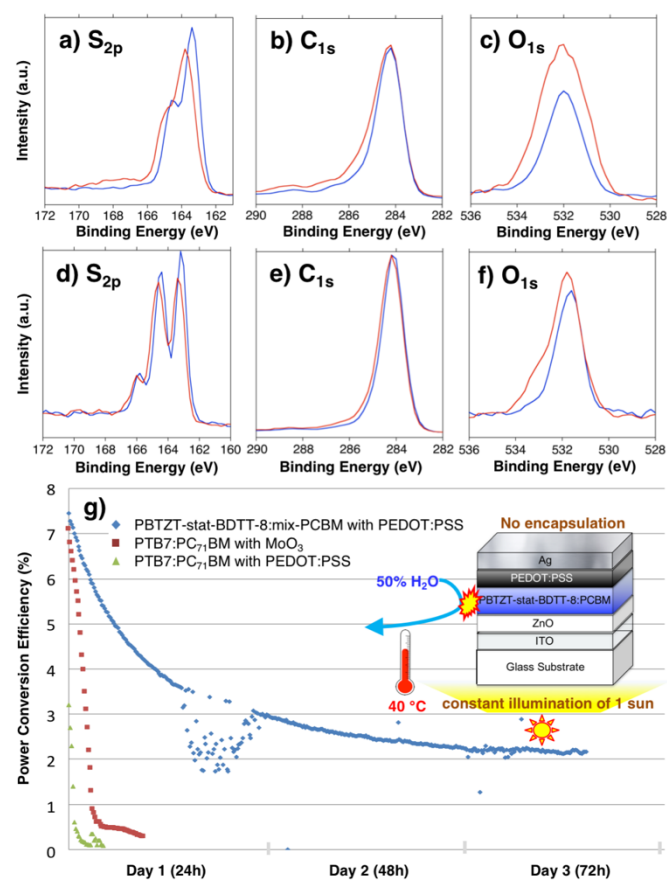 a) S2p
b) C1s
c) O1s
Intensity (a.u.)
172 170 168 166 164 162
290 288 286 284 282
536 534 532 530 528
Binding Energy (eV)
Binding Energy (eV)
Binding Energy (eV)
d) S2p
e) C1s
f) O1s
Intensity (a.u.)
172 170 168 166 164 162 160
290 288 286 284 282
536 534 532 530 528
Binding Energy (eV)
Binding Energy (eV)
Binding Energy (eV)
g)
Power Conversion Efficiency (%)
8
7
6
5
4
3
2
1
0
PBTZT-stat-BDTT-8:mix-PCBM with PEDOT:PSS
PTB7:PC71BM with MoO3
PTB7:PC71BM with PEDOT:PSS
No encapsulation
Ag
PEDOT:PSS
PBTZT-stat-BDTT-8:PCBM
ZnO
ITO
Glass Substrate
50% H2O
40 °C
constant illumination of 1 sun
Day 1 (24h)
Day 2 (48h)
Day 3 (72h)